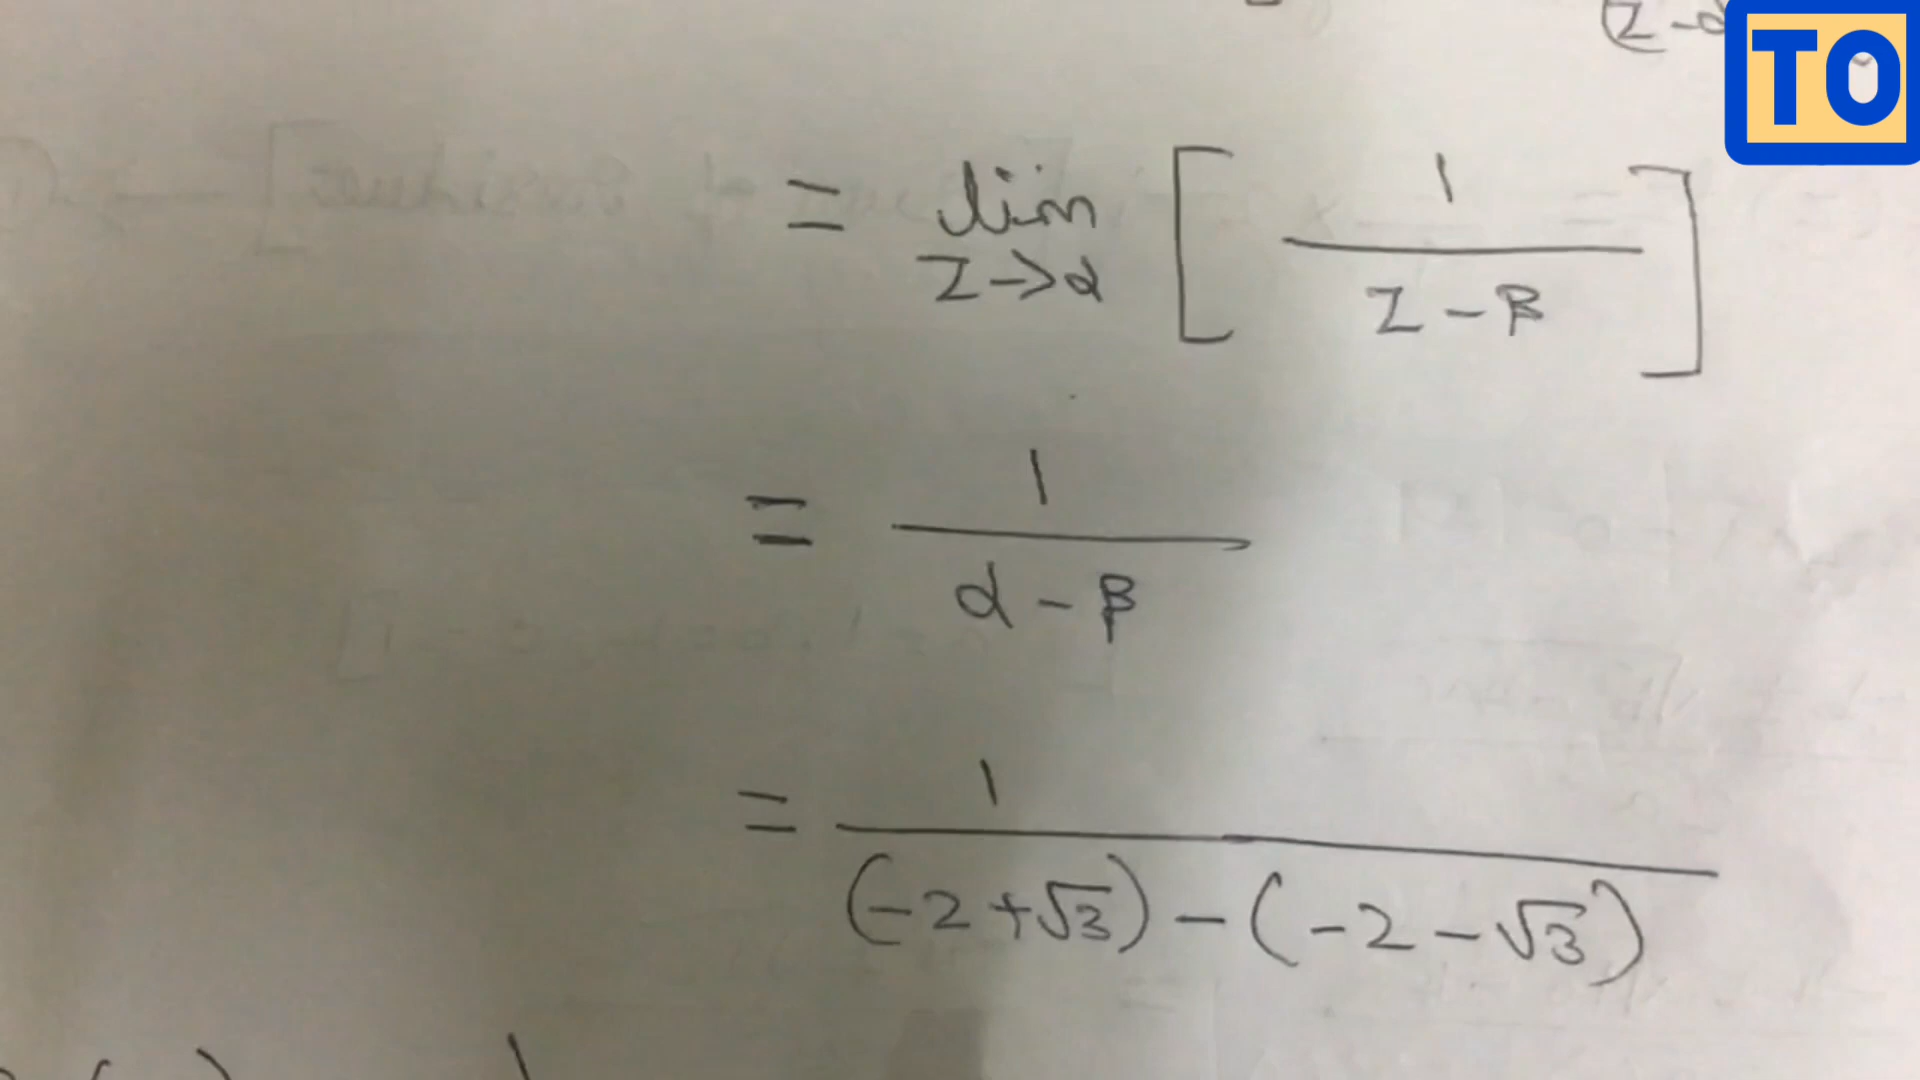 (z-α
TO
= lim [ 1
z→α z-β ]
= 1
α-β
= 1
(-2+√3) - (-2-√3)